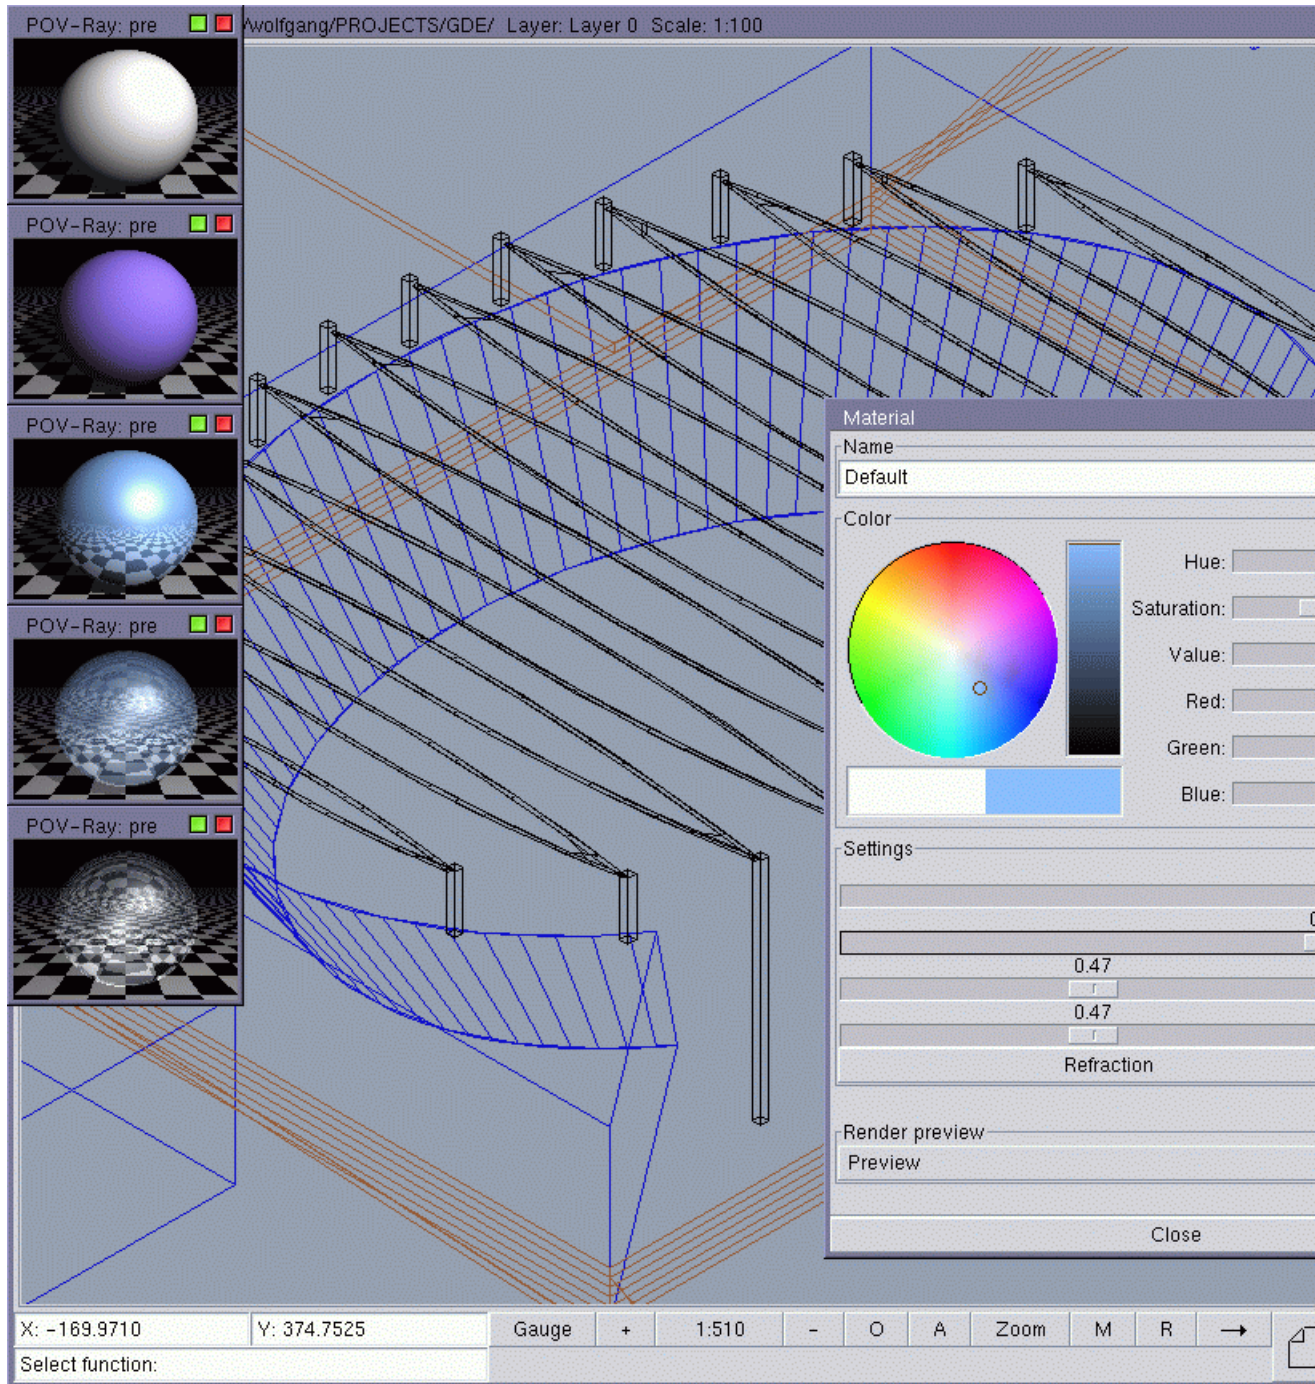 POV-Ray: pre
/wolfgang/PROJECTS/GDE/ Layer: Layer 0 Scale: 1:100
POV-Ray: pre
POV-Ray: pre
POV-Ray: pre
POV-Ray: pre
Material
Name
Default
Color
Hue:
Saturation:
Value:
Red:
Green:
Blue:
Settings
0.47
0.47
Refraction
Render preview
Preview
Close
X: -169.9710 Y: 374.7525 Gauge + 1:510 - O A Zoom M R →
Select function: